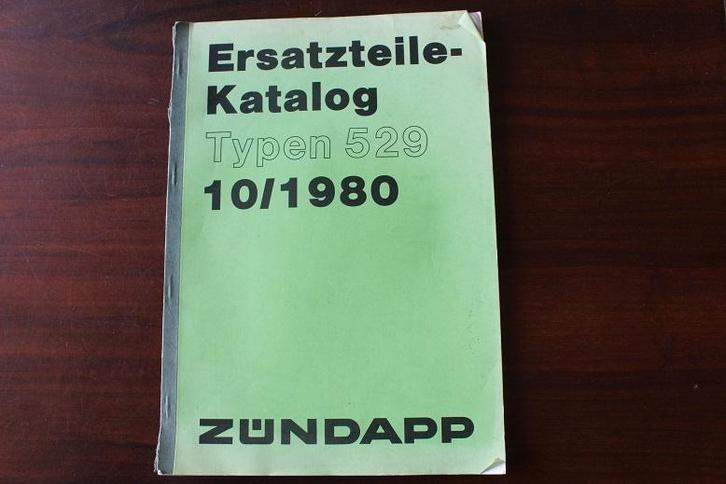 Ersatzteile-
Katalog
Typen 529
10/1980
ZÜNDAPP